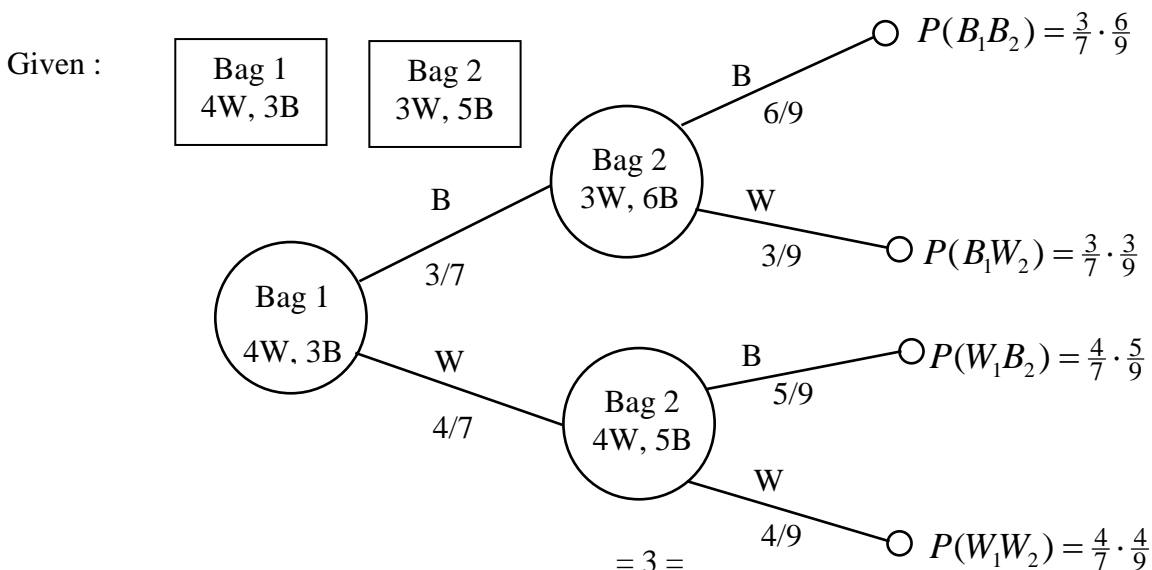 Given :
Bag 1
4W, 3B
Bag 2
3W, 5B
B
6/9
P(B₁B₂) = 3/7 · 6/9
Bag 2
3W, 6B
B
3/7
W
3/9
P(B₁W₂) = 3/7 · 3/9
Bag 1
4W, 3B
W
4/7
B
5/9
P(W₁B₂) = 4/7 · 5/9
Bag 2
4W, 5B
W
4/9
P(W₁W₂) = 4/7 · 4/9
= 3 =